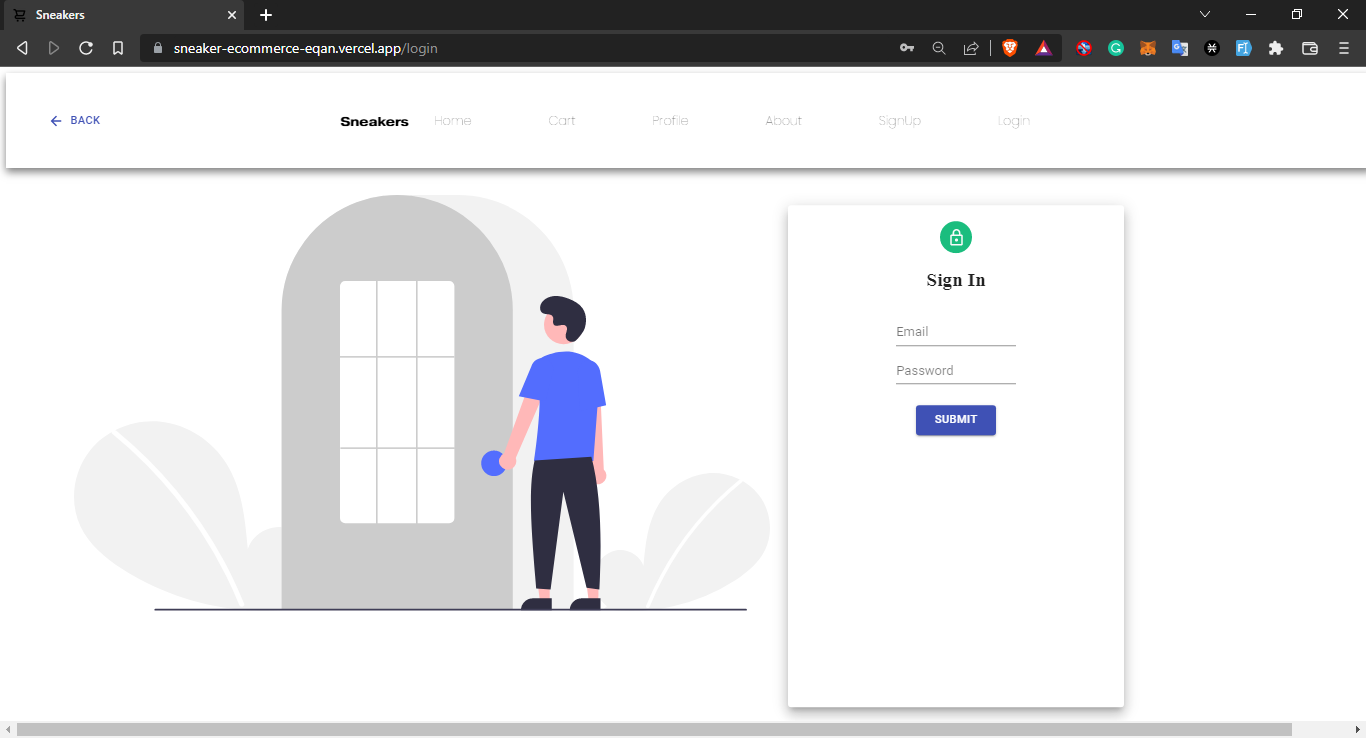 Sneakers
sneaker-ecommerce-eqan.vercel.app/login
BACK
Sneakers Home Cart Profile About SignUp Login
Sign In
Email
Password
SUBMIT